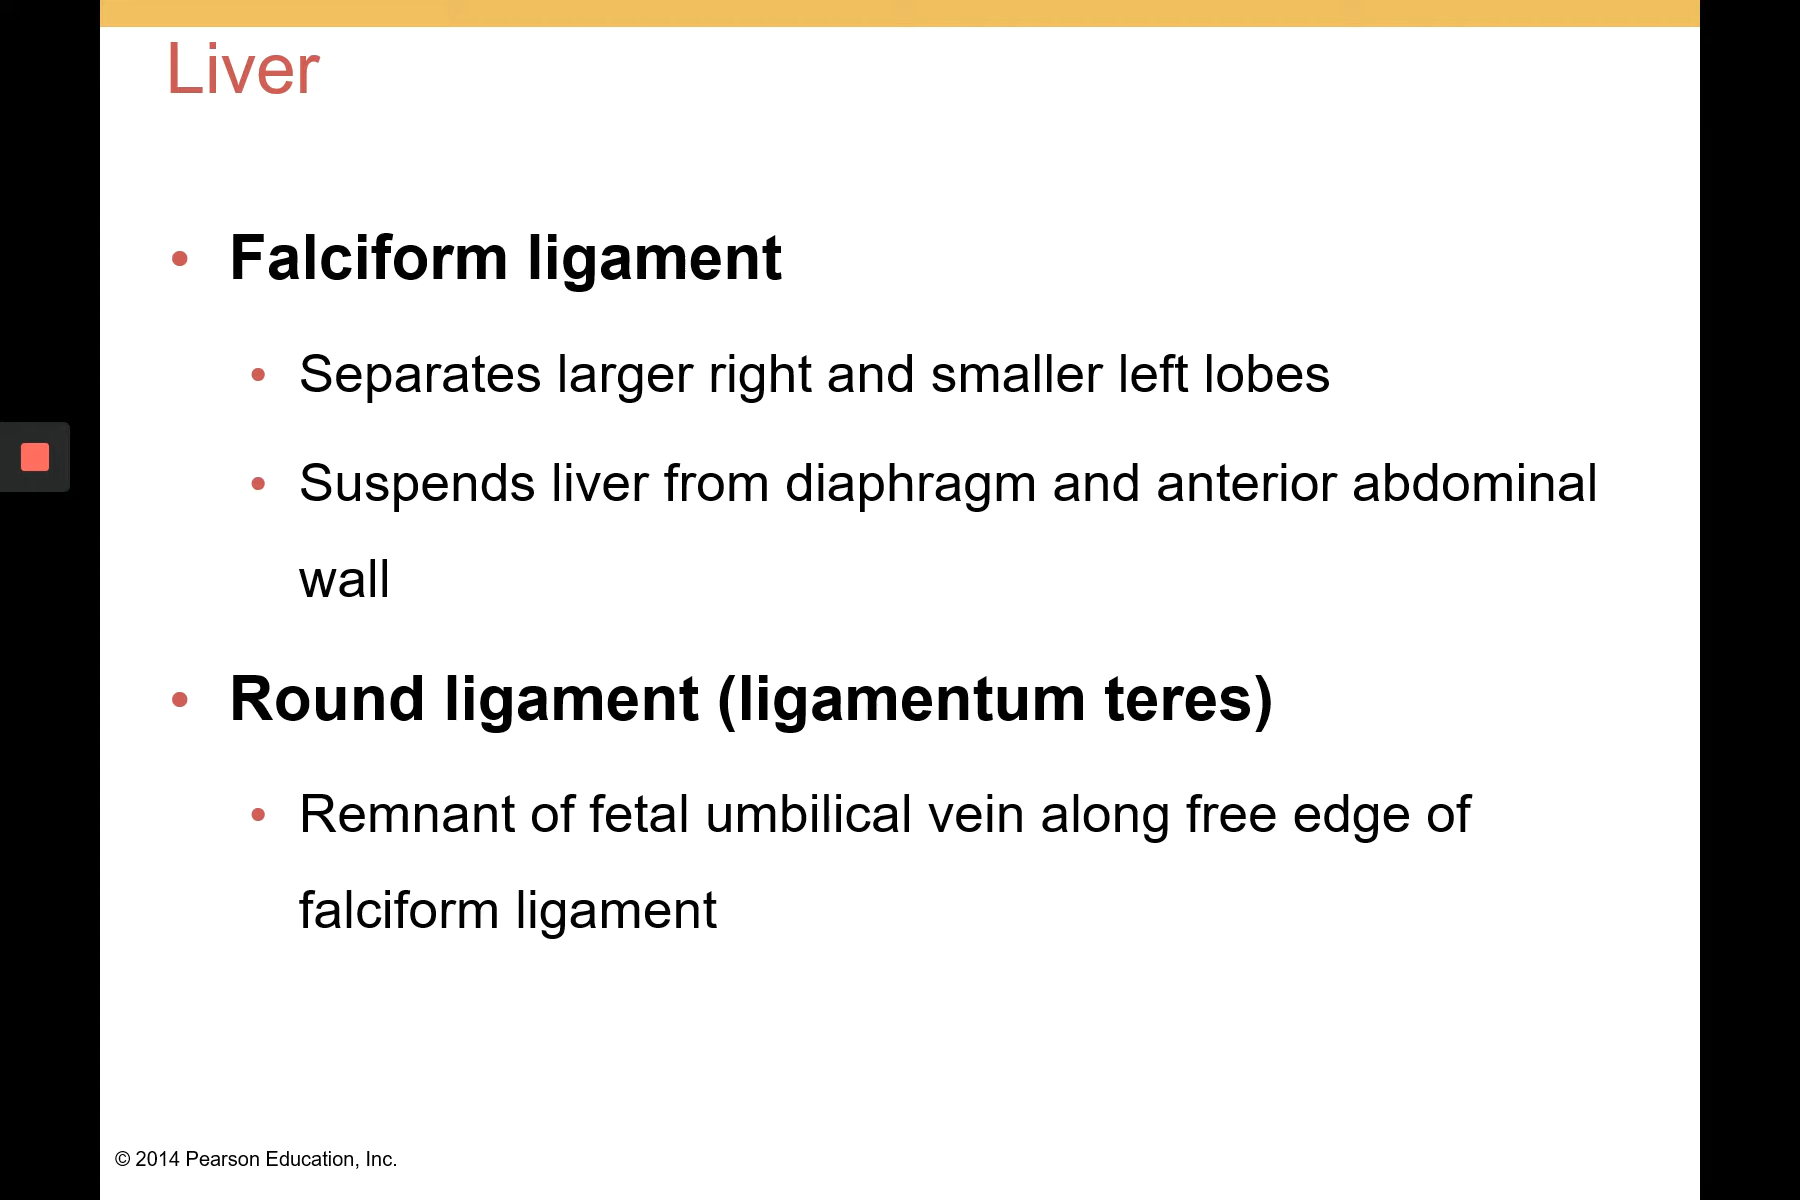 Liver
• Falciform ligament
• Separates larger right and smaller left lobes
• Suspends liver from diaphragm and anterior abdominal
wall
• Round ligament (ligamentum teres)
• Remnant of fetal umbilical vein along free edge of
falciform ligament
© 2014 Pearson Education, Inc.